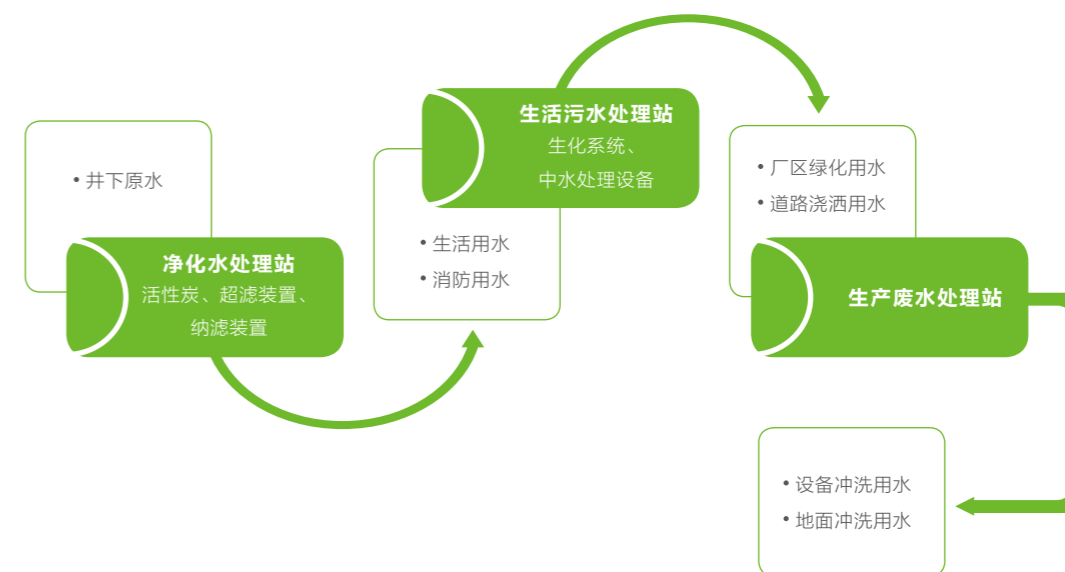 • 井下原水
净化水处理站
活性炭、超滤装置、
纳滤装置
生活污水处理站
生化系统、
中水处理设备
• 生活用水
• 消防用水
• 厂区绿化用水
• 道路浇洒用水
生产废水处理站
• 设备冲洗用水
• 地面冲洗用水